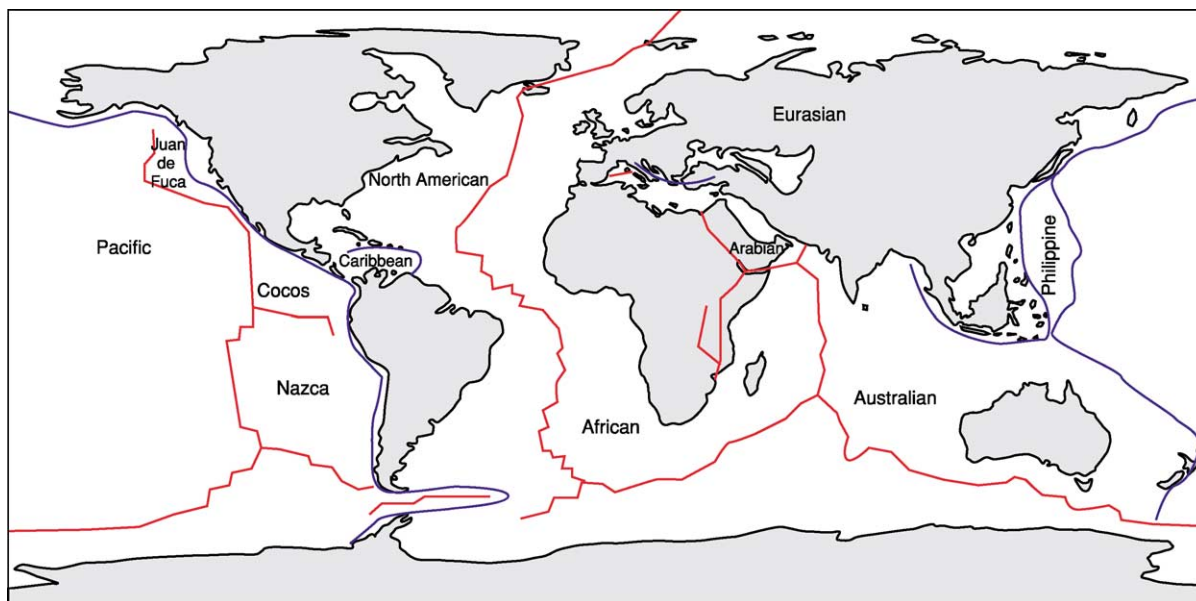 Eurasian
Juan
de
Fuca
North American
Pacific
Caribbean
Arabian
Philippine
Cocos
Nazca
African
Australian